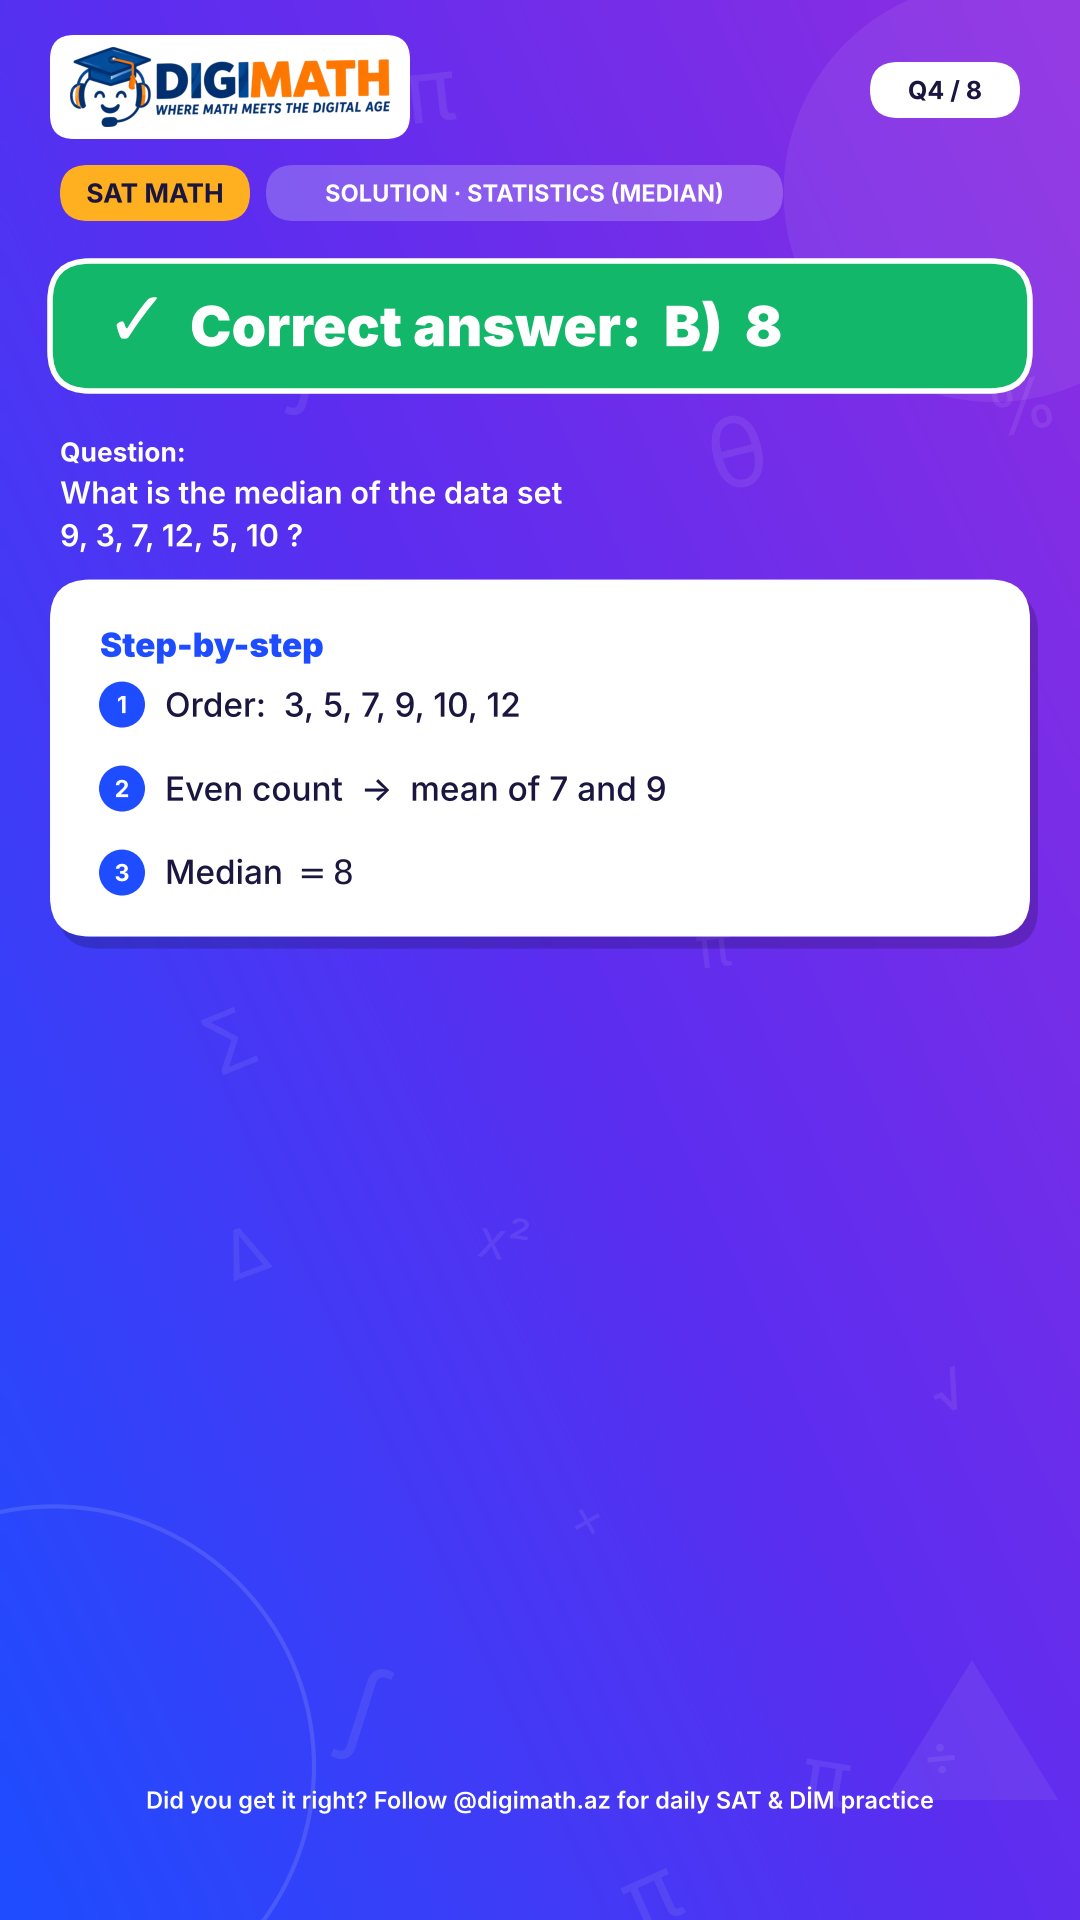 DIGIMATH
WHERE MATH MEETS THE DIGITAL AGE
Q4 / 8
SAT MATH
SOLUTION · STATISTICS (MEDIAN)
✓ Correct answer: B) 8
Question:
What is the median of the data set
9, 3, 7, 12, 5, 10 ?
Step-by-step
1 Order: 3, 5, 7, 9, 10, 12
2 Even count → mean of 7 and 9
3 Median = 8
π
∫
θ
%
π
Σ
Δ
x²
√
×
∫
π
÷
Did you get it right? Follow @digimath.az for daily SAT & DİM practice
π